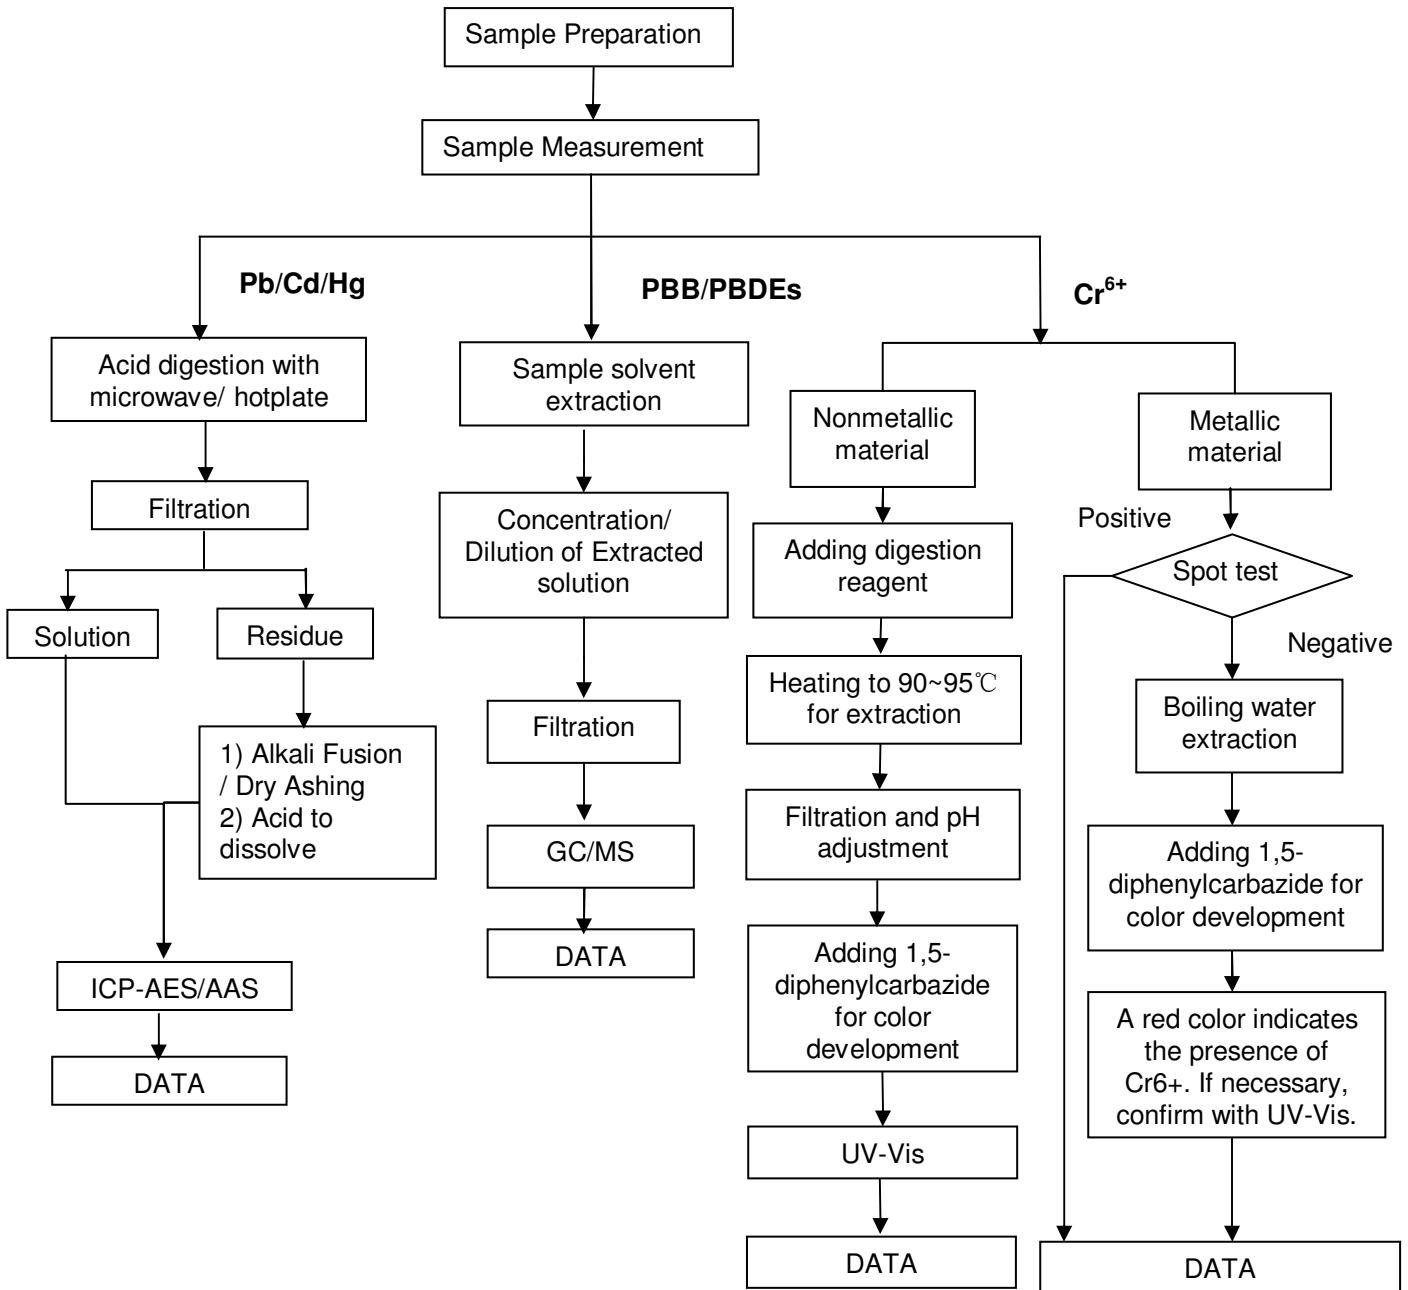 Sample Preparation
Sample Measurement
Pb/Cd/Hg
PBB/PBDEs
Cr6+
Acid digestion with
microwave/ hotplate
Filtration
Solution
Residue
1) Alkali Fusion
/ Dry Ashing
2) Acid to
dissolve
ICP-AES/AAS
DATA
Sample solvent
extraction
Concentration/
Dilution of Extracted
solution
Filtration
GC/MS
DATA
Nonmetallic
material
Adding digestion
reagent
Heating to 90~95℃
for extraction
Filtration and pH
adjustment
Adding 1,5-
diphenylcarbazide
for color
development
UV-Vis
DATA
Metallic
material
Positive
Spot test
Negative
Boiling water
extraction
Adding 1,5-
diphenylcarbazide for
color development
A red color indicates
the presence of
Cr6+. If necessary,
confirm with UV-Vis.
DATA